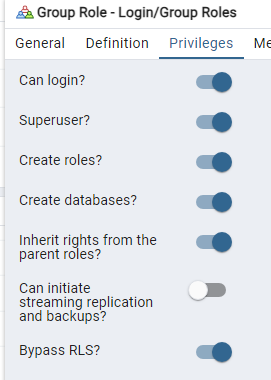 Group Role - Login/Group Roles
General Definition Privileges Me
Can login?
Superuser?
Create roles?
Create databases?
Inherit rights from the
parent roles?
Can initiate
streaming replication
and backups?
Bypass RLS?